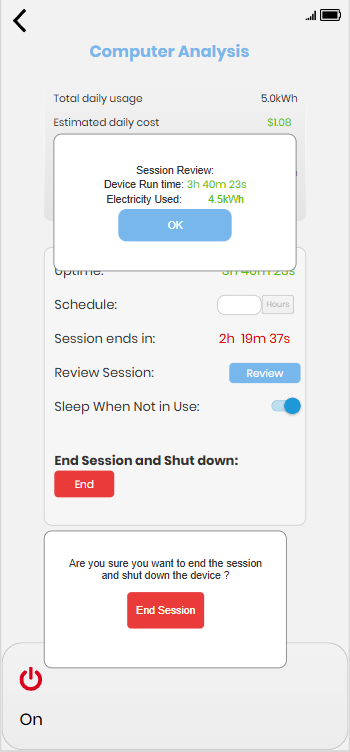 Computer Analysis
Total daily usage 5.0kWh
Estimated daily cost $1.08
Session Review:
Device Run time: 3h 40m 23s
Electricity Used: 4.5kWh
OK
Uptime: 3h 40m 23s
Schedule: Hours
Session ends in: 2h 19m 37s
Review Session: Review
Sleep When Not in Use:
End Session and Shut down:
End
Are you sure you want to end the session
and shut down the device ?
End Session
On